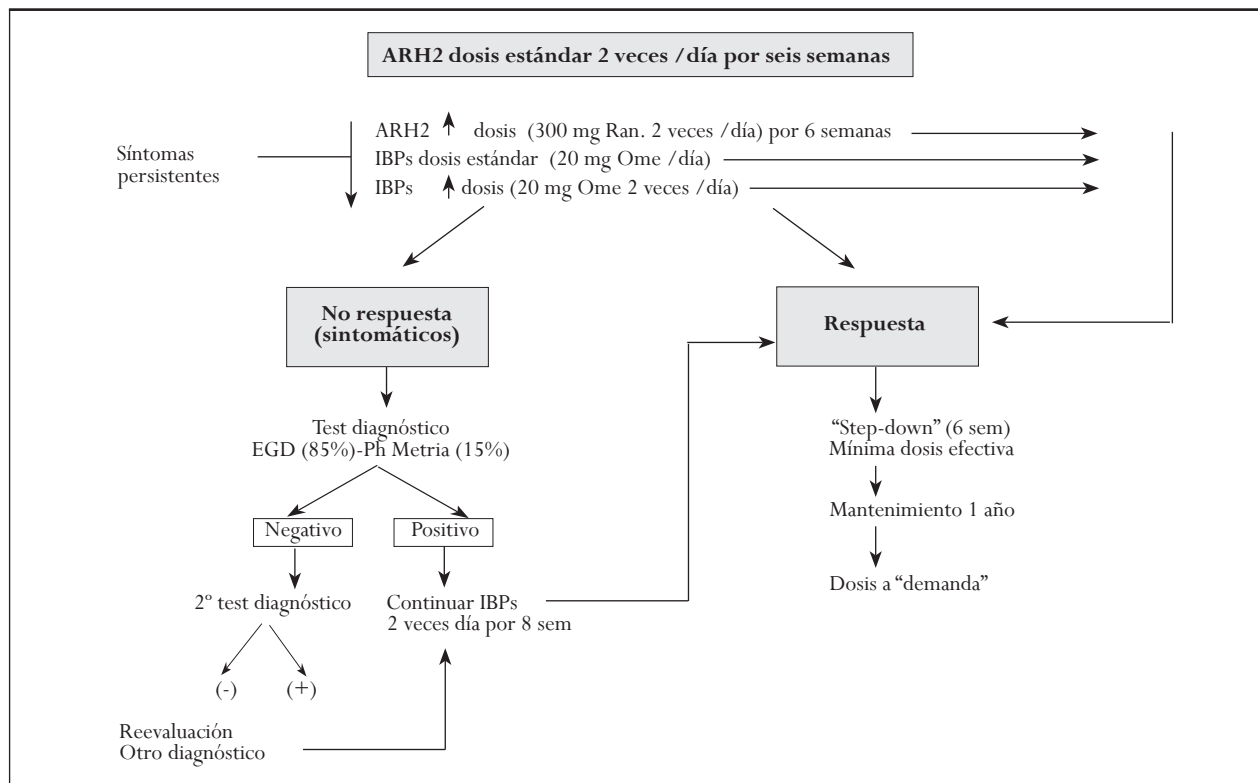 ARH2 dosis estándar 2 veces /día por seis semanas
Síntomas
persistentes
ARH2 ↑ dosis (300 mg Ran. 2 veces /día) por 6 semanas
IBPs dosis estándar (20 mg Ome /día)
IBPs ↑ dosis (20 mg Ome 2 veces /día)
No respuesta
(sintomáticos)
Respuesta
Test diagnóstico
EGD (85%)-Ph Metria (15%)
Negativo
Positivo
2º test diagnóstico
Continuar IBPs
2 veces día por 8 sem
(-)
(+)
Reevaluación
Otro diagnóstico
“Step-down” (6 sem)
Mínima dosis efectiva
Mantenimiento 1 año
Dosis a “demanda”